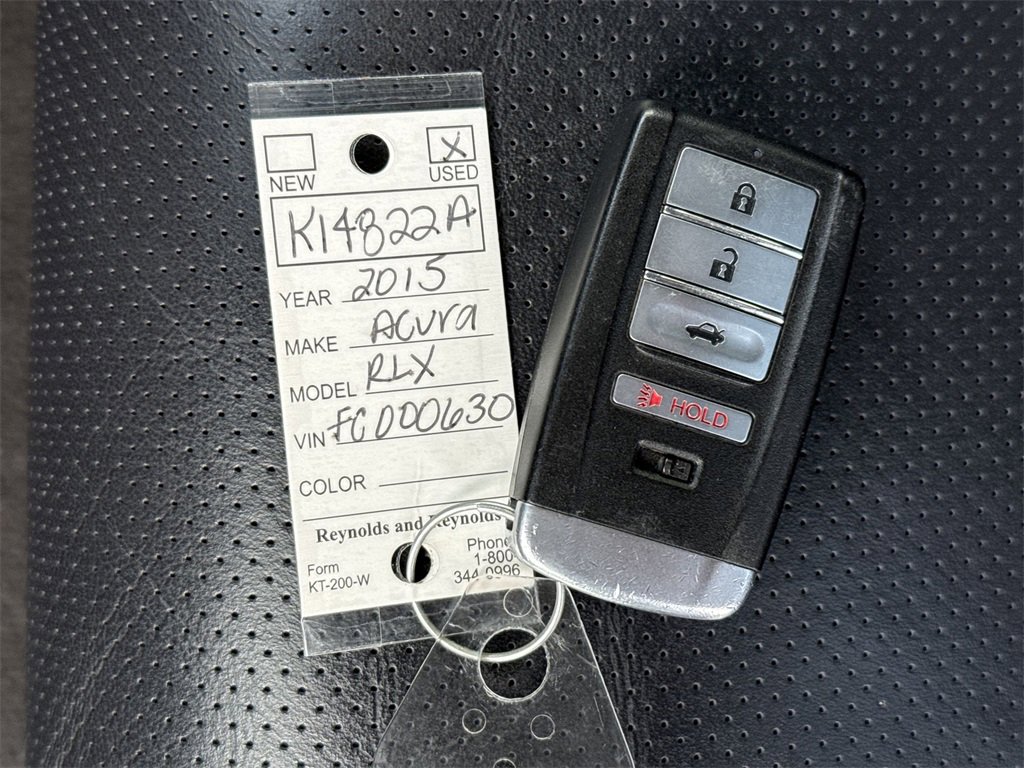 X
NEW USED
K14822A
YEAR 2015
MAKE Acura
MODEL RLX
VIN FC000630
COLOR
Reynolds and Reynolds
Form Phone
KT-200-W 1-800
344-0996
HOLD